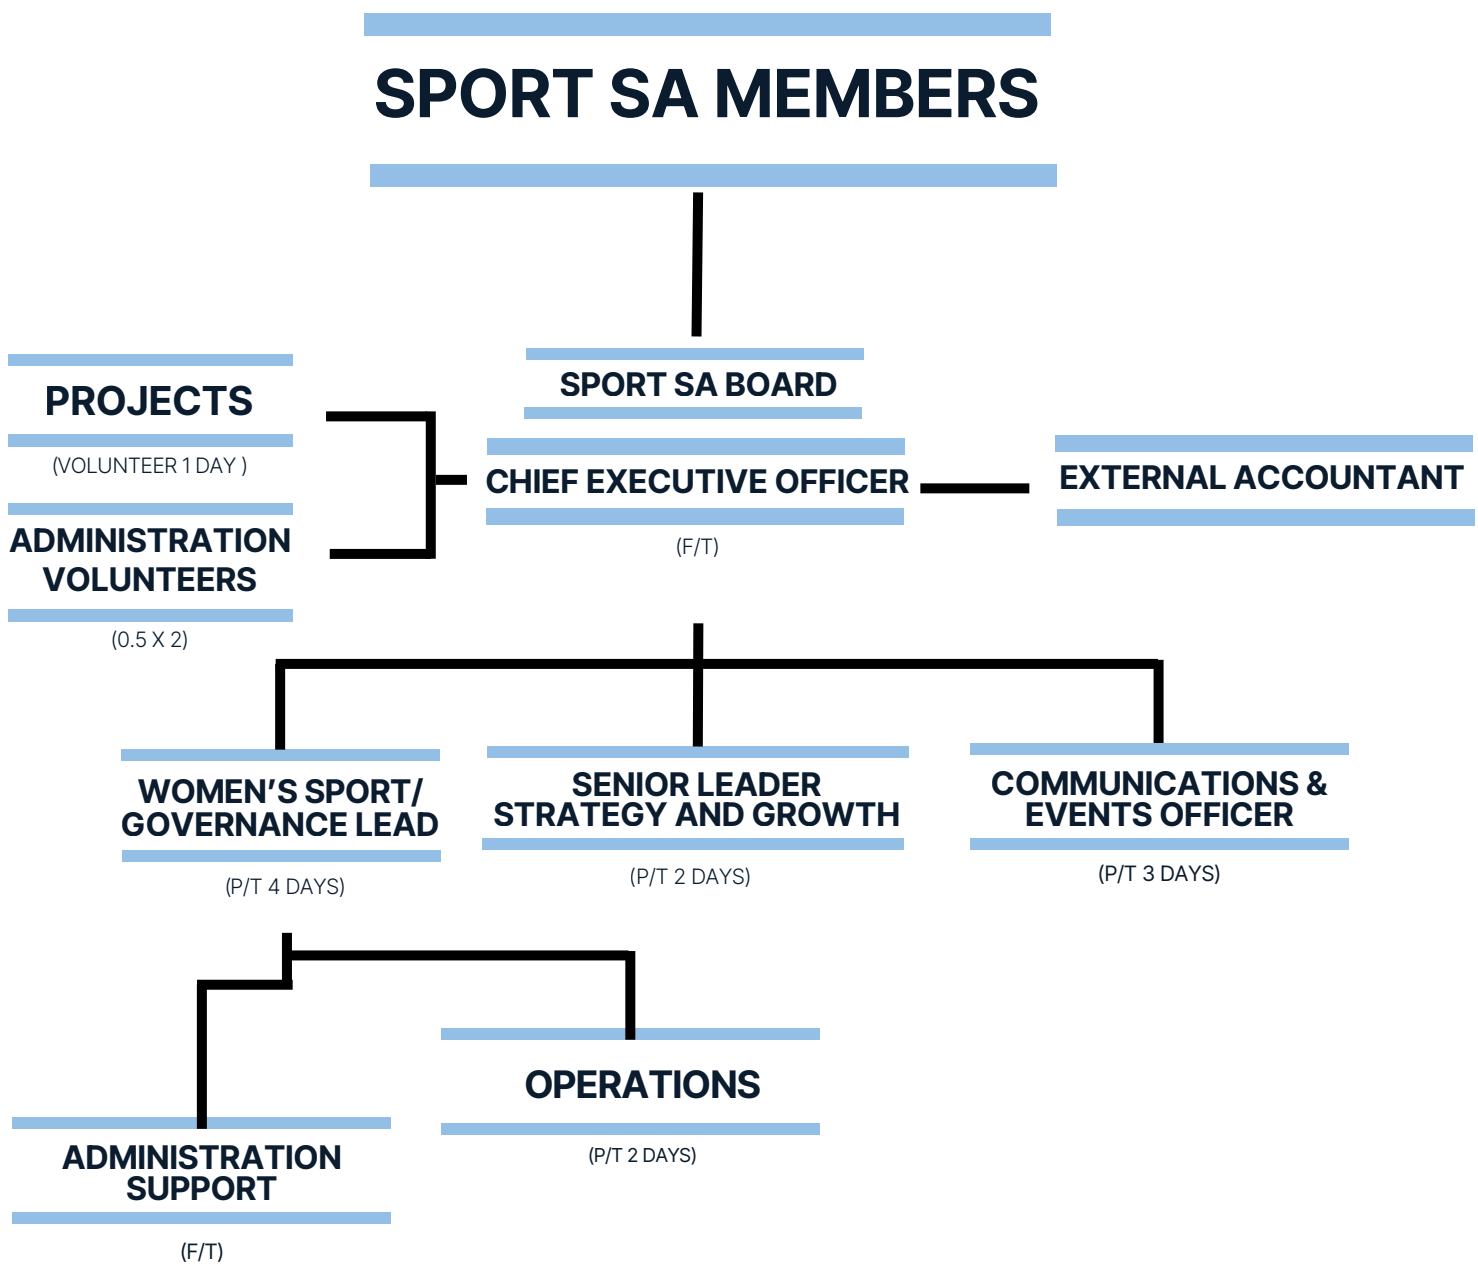 SPORT SA MEMBERS
SPORT SA BOARD
PROJECTS
(VOLUNTEER 1 DAY )
CHIEF EXECUTIVE OFFICER
(F/T)
EXTERNAL ACCOUNTANT
ADMINISTRATION
VOLUNTEERS
(0.5 X 2)
WOMEN’S SPORT/
GOVERNANCE LEAD
(P/T 4 DAYS)
SENIOR LEADER
STRATEGY AND GROWTH
(P/T 2 DAYS)
COMMUNICATIONS &
EVENTS OFFICER
(P/T 3 DAYS)
OPERATIONS
(P/T 2 DAYS)
ADMINISTRATION
SUPPORT
(F/T)